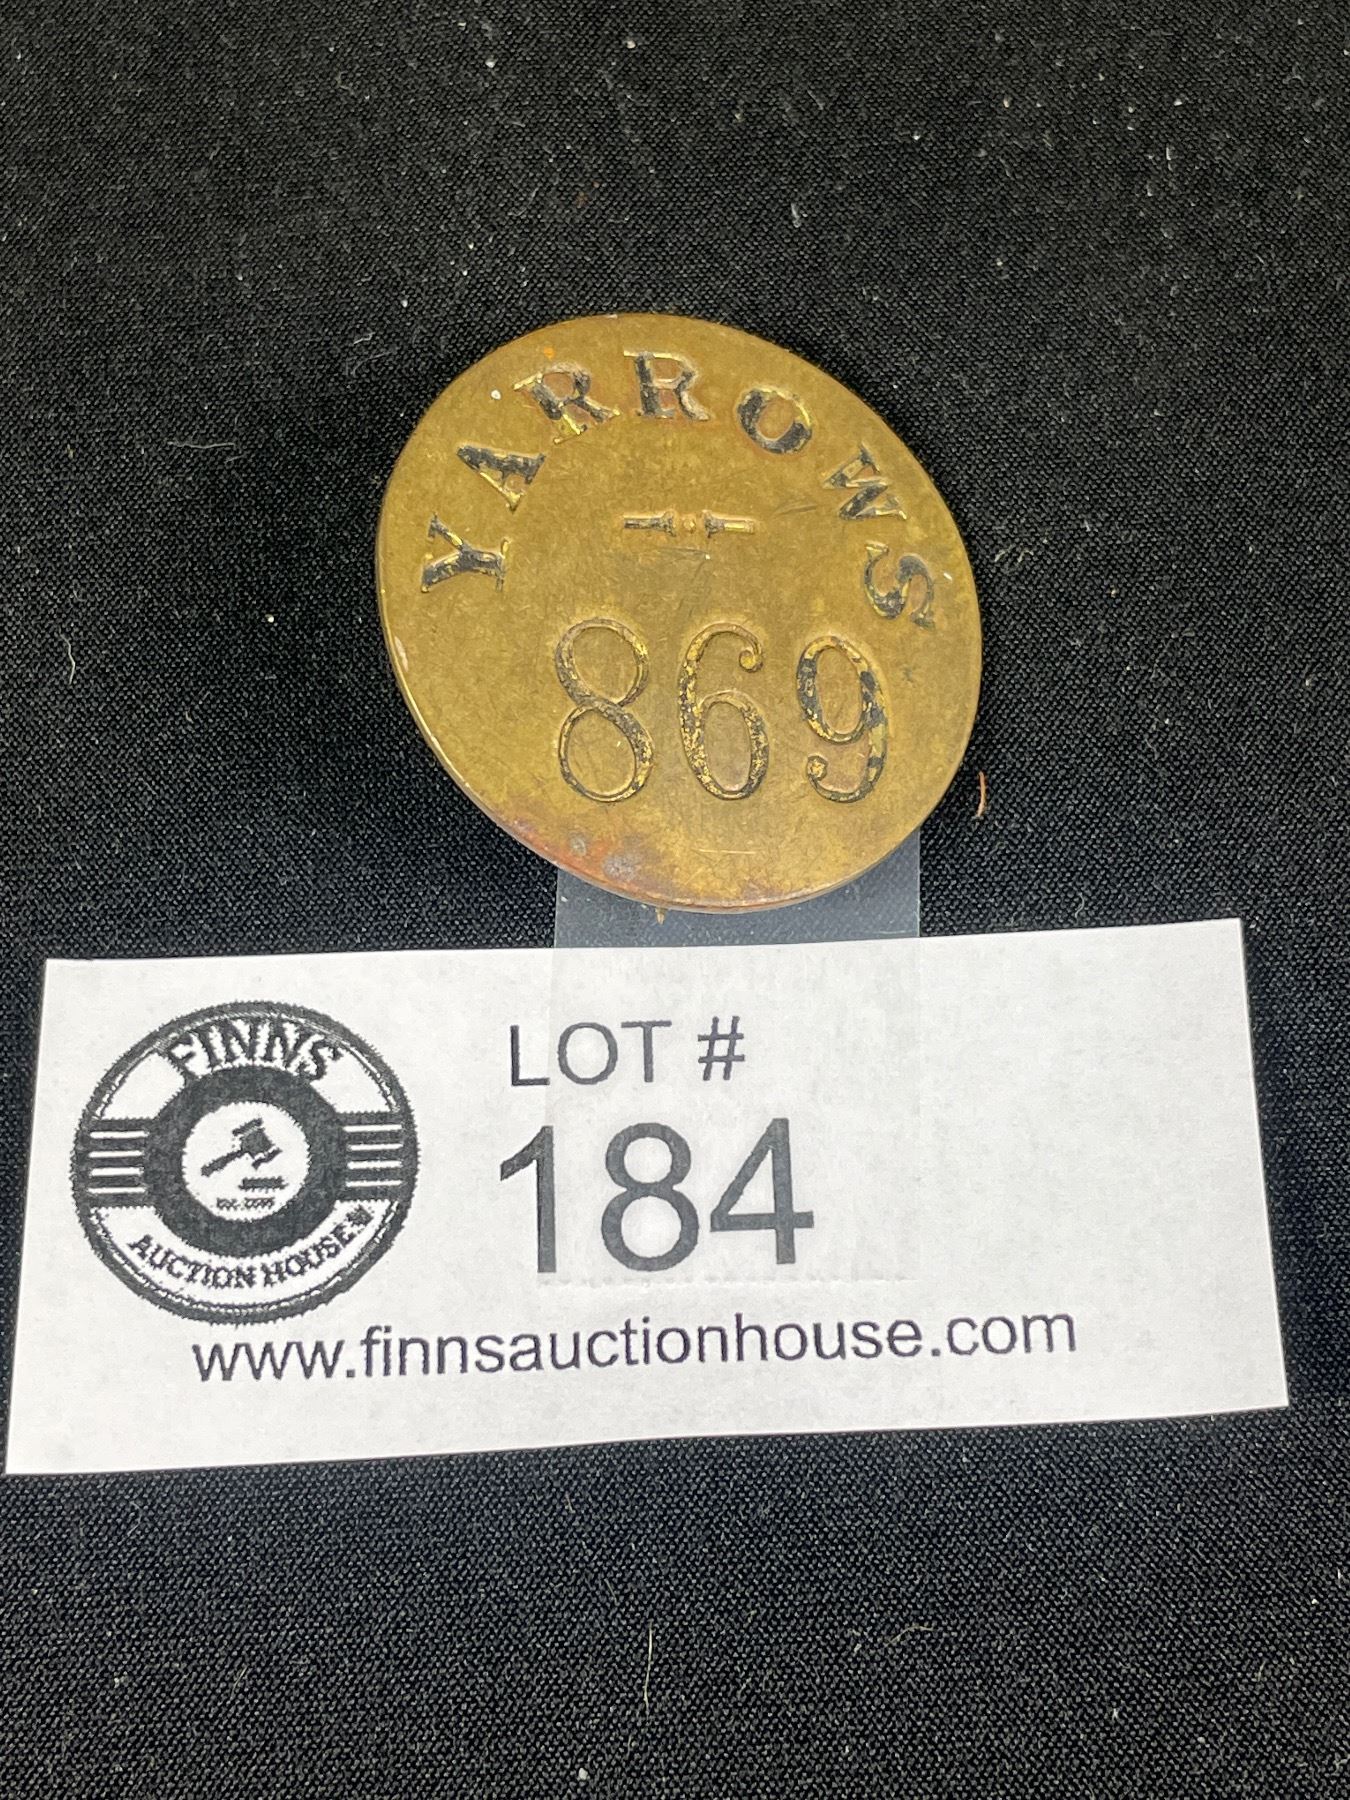 YARROWS
869
FINNS
AUCTION HOUSE
LOT #
184
www.finnsauctionhouse.com